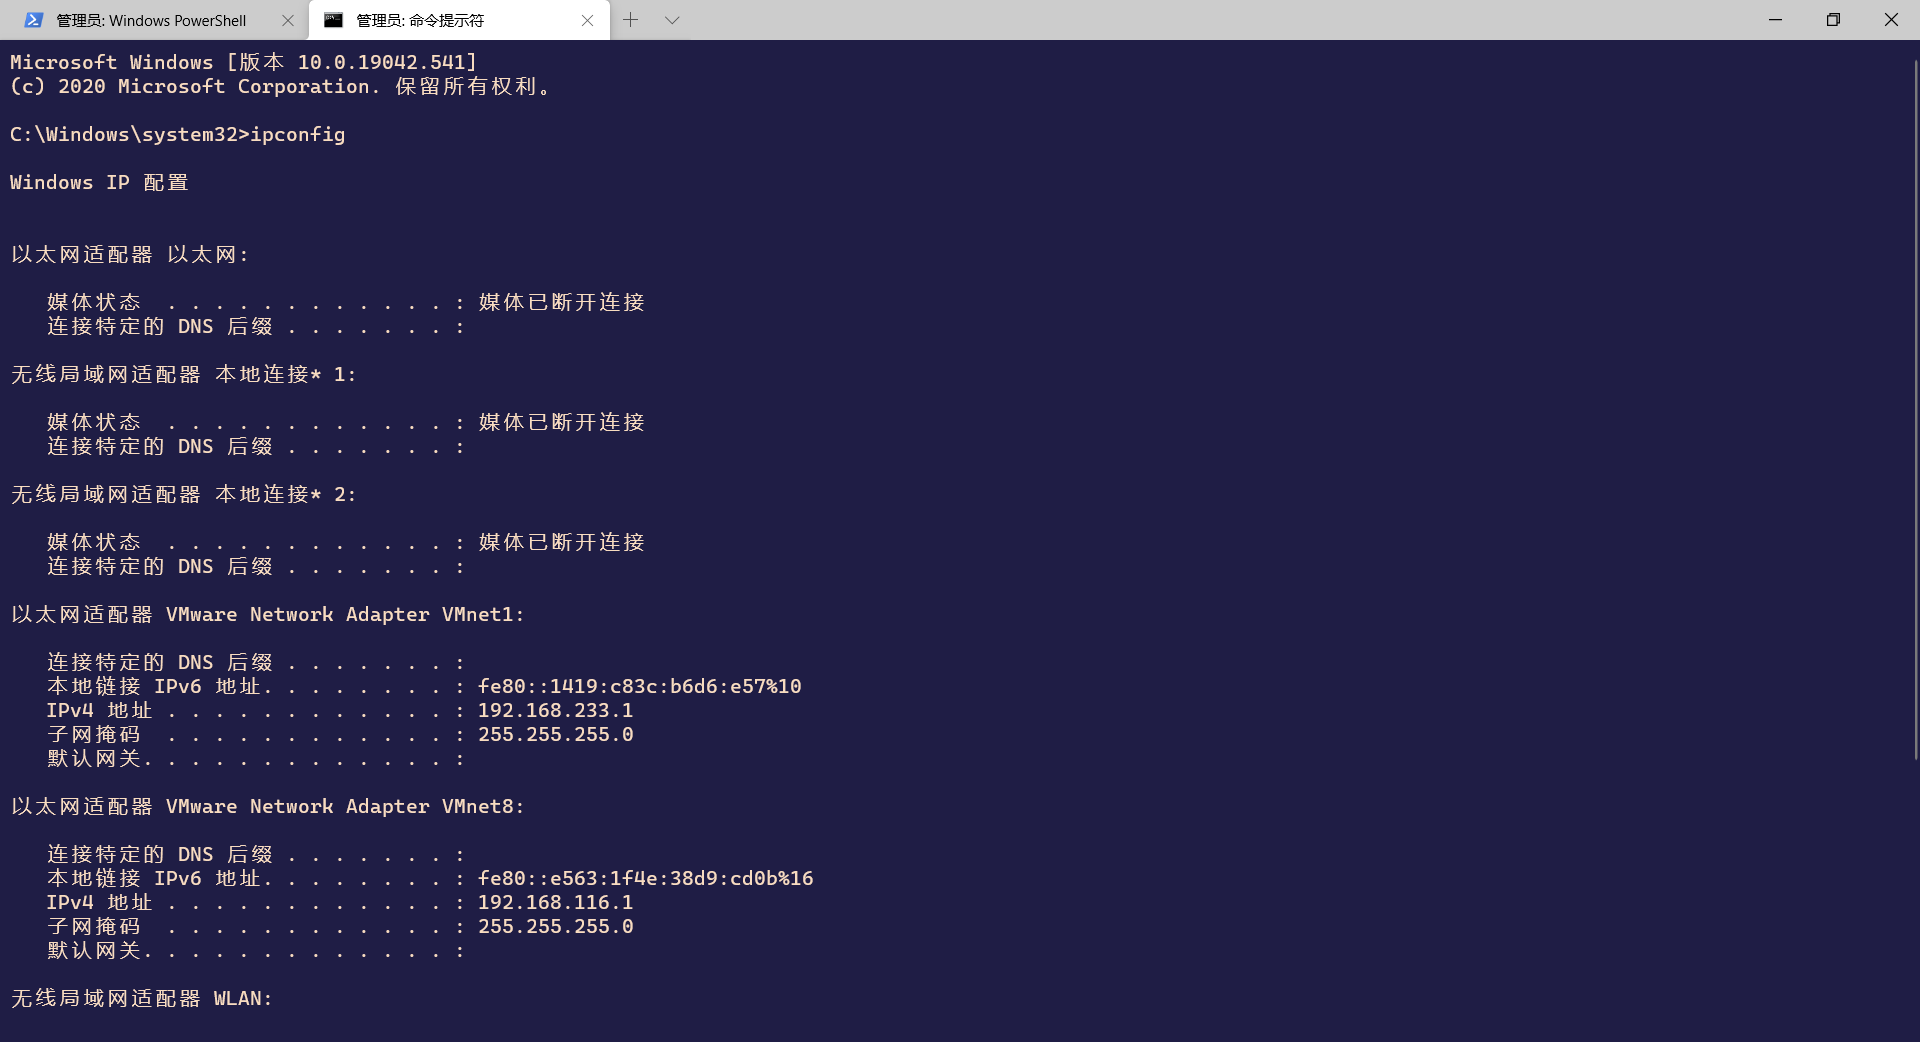 管理员: Windows PowerShell
管理员: 命令提示符
Microsoft Windows [版本 10.0.19042.541]
(c) 2020 Microsoft Corporation. 保留所有权利。
C:\Windows\system32>ipconfig
Windows IP 配置
以太网适配器 以太网:
媒体状态  . . . . . . . . . . . . : 媒体已断开连接
连接特定的 DNS 后缀 . . . . . . . :
无线局域网适配器 本地连接* 1:
媒体状态  . . . . . . . . . . . . : 媒体已断开连接
连接特定的 DNS 后缀 . . . . . . . :
无线局域网适配器 本地连接* 2:
媒体状态  . . . . . . . . . . . . : 媒体已断开连接
连接特定的 DNS 后缀 . . . . . . . :
以太网适配器 VMware Network Adapter VMnet1:
连接特定的 DNS 后缀 . . . . . . . :
本地链接 IPv6 地址. . . . . . . . : fe80::1419:c83c:b6d6:e57%10
IPv4 地址 . . . . . . . . . . . . : 192.168.233.1
子网掩码  . . . . . . . . . . . . : 255.255.255.0
默认网关. . . . . . . . . . . . . :
以太网适配器 VMware Network Adapter VMnet8:
连接特定的 DNS 后缀 . . . . . . . :
本地链接 IPv6 地址. . . . . . . . : fe80::e563:1f4e:38d9:cd0b%16
IPv4 地址 . . . . . . . . . . . . : 192.168.116.1
子网掩码  . . . . . . . . . . . . : 255.255.255.0
默认网关. . . . . . . . . . . . . :
无线局域网适配器 WLAN: